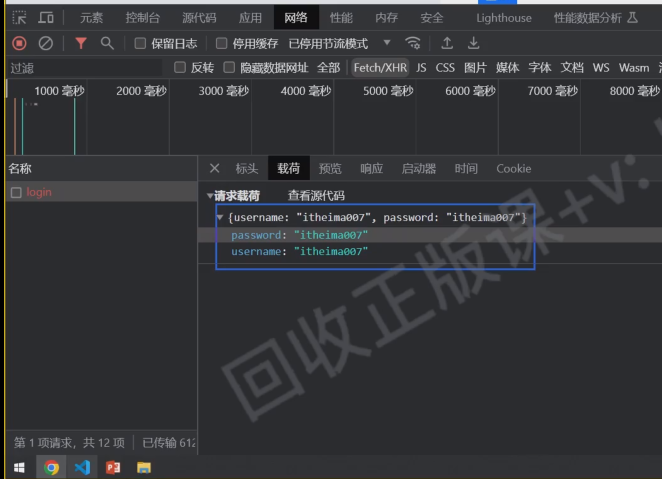 元素 控制台 源代码 应用 网络 性能 内存 安全 Lighthouse 性能数据分析
保留日志 停用缓存 已停用节流模式
过滤 反转 隐藏数据网址 全部 Fetch/XHR JS CSS 图片 媒体 字体 文档 WS Wasm
1000 毫秒 2000 毫秒 3000 毫秒 4000 毫秒 5000 毫秒 6000 毫秒 7000 毫秒 8000 毫秒
名称 标头 载荷 预览 响应 启动器 时间 Cookie
login
请求载荷 查看源代码
{username: "itheima007", password: "itheima007"}
password: "itheima007"
username: "itheima007"
回收正版课+v:
第 1 项请求，共 12 项 已传输 612